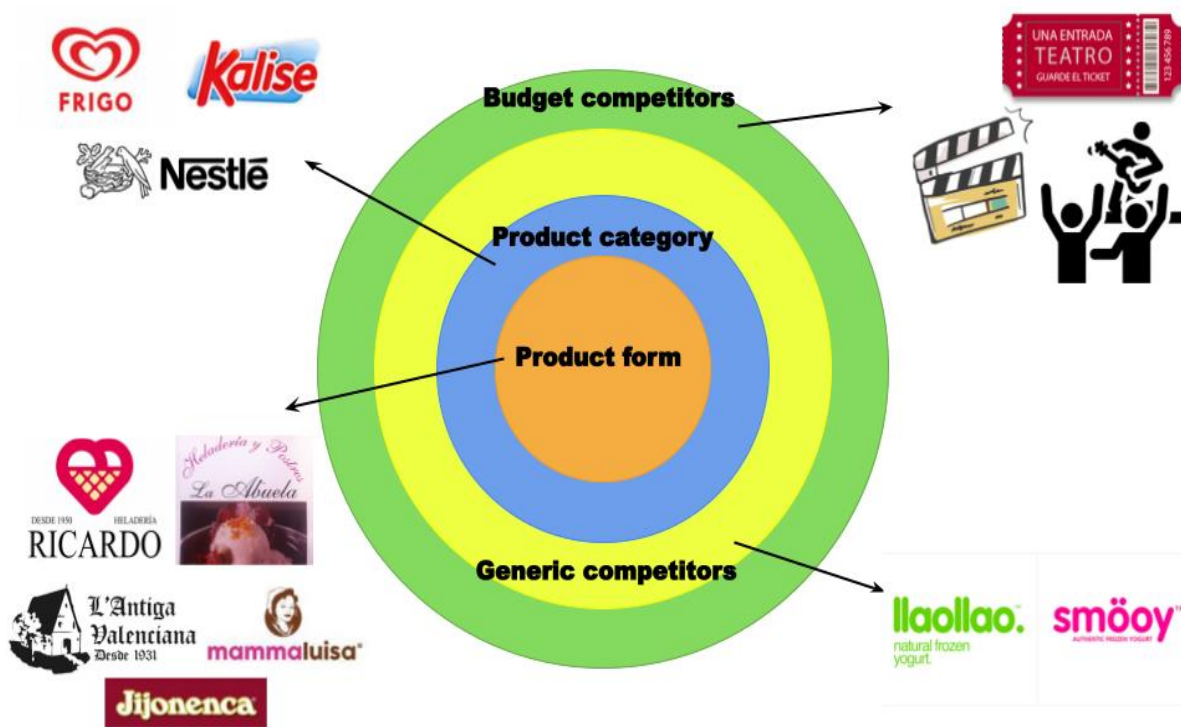 FRIGO
Kalise
Nestlé
UNA ENTRADA
TEATRO
GUARDE EL TICKET
123 456 789
Budget competitors
Product category
Product form
Generic competitors
DESDE 1950 HELADERÍA
RICARDO
Heladería y Postres
La Abuela
L'Antiga
Valenciana
Desde 1931
mammaluisa®
Jijonenca
llaollao.
natural frozen
yogurt.
smöoy
AUTHENTIC FROZEN YOGURT